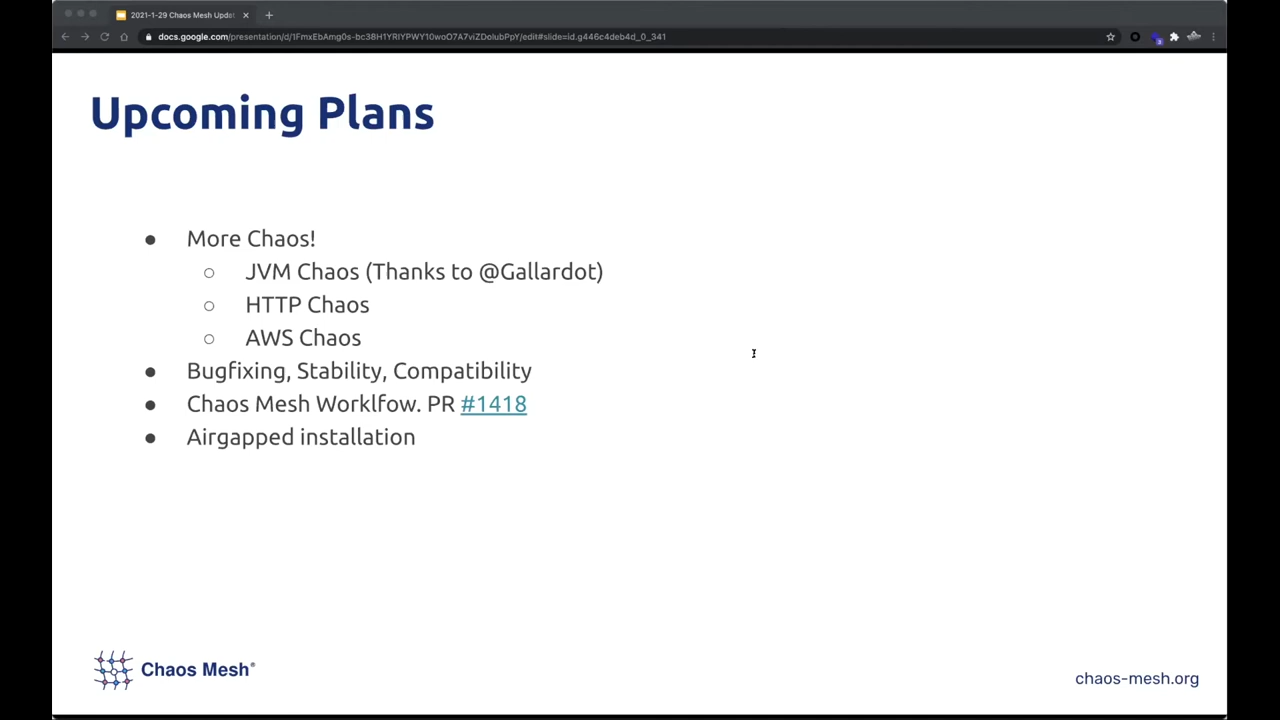 2021-1-29 Chaos Mesh Updat
docs.google.com/presentation/d/1FmxEbAmg0s-bc38H1YRIYPWY10woO7A7viZDolubPpY/edit#slide=id.g446c4deb4d_0_341
Upcoming Plans
● More Chaos!
○ JVM Chaos (Thanks to @Gallardot)
○ HTTP Chaos
○ AWS Chaos
● Bugfixing, Stability, Compatibility
● Chaos Mesh Worklfow. PR #1418
● Airgapped installation
Chaos Mesh®
chaos-mesh.org